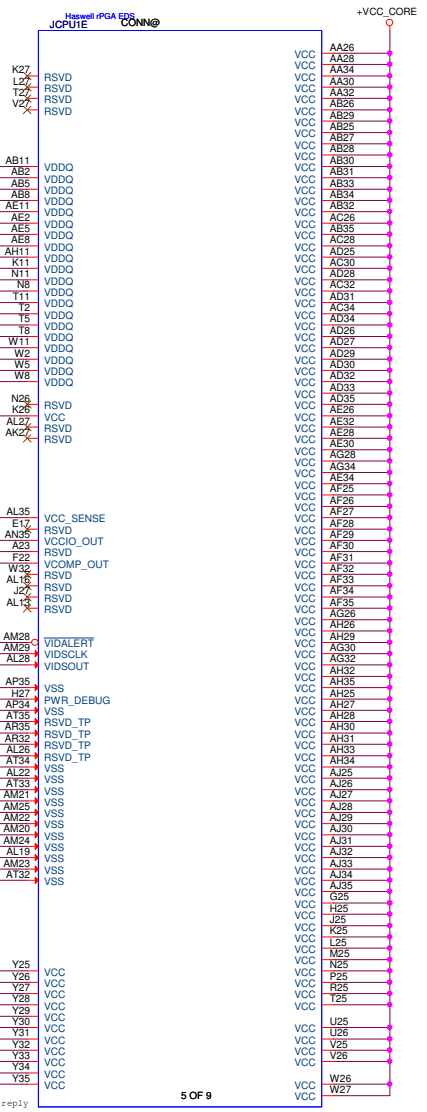 +VCC_CORE
Haswell rPGA EDS
JCPU1E CONN@
VCC AA26
VCC AA28
K27 RSVD VCC AA34
L27 RSVD VCC AA30
T27 RSVD VCC AA32
V27 RSVD VCC AB26
VCC AB29
VCC AB25
VCC AB27
VCC AB28
AB11 VDDQ VCC AB30
AB2 VDDQ VCC AB31
AB5 VDDQ VCC AB33
AB8 VDDQ VCC AB34
AE11 VDDQ VCC AB32
AE2 VDDQ VCC AC26
AE5 VDDQ VCC AB35
AE8 VDDQ VCC AC28
AH11 VDDQ VCC AD25
K11 VDDQ VCC AC30
N11 VDDQ VCC AD28
N8 VDDQ VCC AC32
T11 VDDQ VCC AD31
T2 VDDQ VCC AC34
T5 VDDQ VCC AD34
T8 VDDQ VCC AD26
W11 VDDQ VCC AD27
W2 VDDQ VCC AD29
W5 VDDQ VCC AD30
W8 VDDQ VCC AD32
VCC AD33
N26 RSVD VCC AD35
K26 VCC VCC AE26
AL27 RSVD VCC AE32
AK27 RSVD VCC AE28
VCC AE30
VCC AG28
VCC AG34
VCC AE34
VCC AF25
VCC AF26
AL35 VCC_SENSE VCC AF27
E17 RSVD VCC AF28
AN35 VCCIO_OUT VCC AF29
A23 RSVD VCC AF30
F22 VCOMP_OUT VCC AF31
W32 RSVD VCC AF32
AL16 RSVD VCC AF33
J27 RSVD VCC AF34
AL13 RSVD VCC AF35
VCC AG26
VCC AH26
AM28 VIDALERT VCC AH29
AM29 VIDSCLK VCC AG30
AL28 VIDSOUT VCC AG32
VCC AH32
AP35 VSS VCC AH35
H27 PWR_DEBUG VCC AH25
AP34 VSS VCC AH27
AT35 RSVD_TP VCC AH28
AR35 RSVD_TP VCC AH30
AR32 RSVD_TP VCC AH31
AL26 RSVD_TP VCC AH33
AT34 VSS VCC AH34
AL22 VSS VCC AJ25
AT33 VSS VCC AJ26
AM21 VSS VCC AJ27
AM25 VSS VCC AJ28
AM22 VSS VCC AJ29
AM20 VSS VCC AJ30
AM24 VSS VCC AJ31
AL19 VSS VCC AJ32
AM23 VSS VCC AJ33
AT32 VSS VCC AJ34
VCC AJ35
VCC G25
VCC H25
VCC J25
VCC K25
VCC L25
VCC M25
Y25 VCC VCC N25
Y26 VCC VCC P25
Y27 VCC VCC R25
Y28 VCC VCC T25
Y29 VCC
Y30 VCC VCC U25
Y31 VCC VCC U26
Y32 VCC VCC V25
Y33 VCC VCC V26
Y34 VCC
Y35 VCC VCC W26
5 OF 9 VCC W27
reply